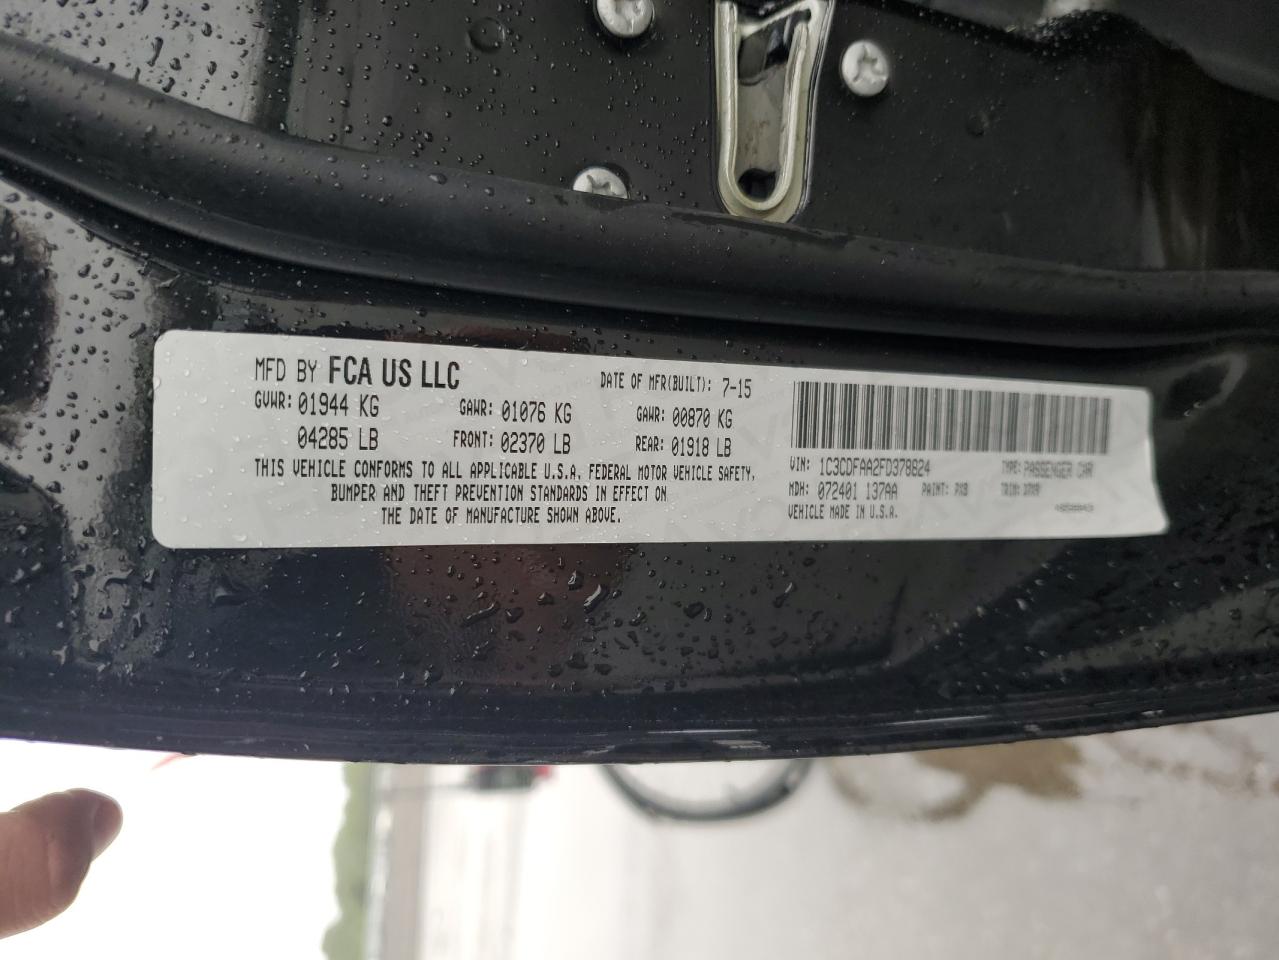 MFD BY FCA US LLC DATE OF MFR(BUILT): 7-15
GVWR: 01944 KG GAWR: 01076 KG GAWR: 00870 KG
04285 LB FRONT: 02370 LB REAR: 01918 LB
THIS VEHICLE CONFORMS TO ALL APPLICABLE U.S.A. FEDERAL MOTOR VEHICLE SAFETY,
BUMPER AND THEFT PREVENTION STANDARDS IN EFFECT ON
THE DATE OF MANUFACTURE SHOWN ABOVE.
VIN: 1C3CDFAA2FD378824 TYPE: PASSENGER CAR
MDH: 072401 137AA PAINT: PX8 TRIM:
VEHICLE MADE IN U.S.A.